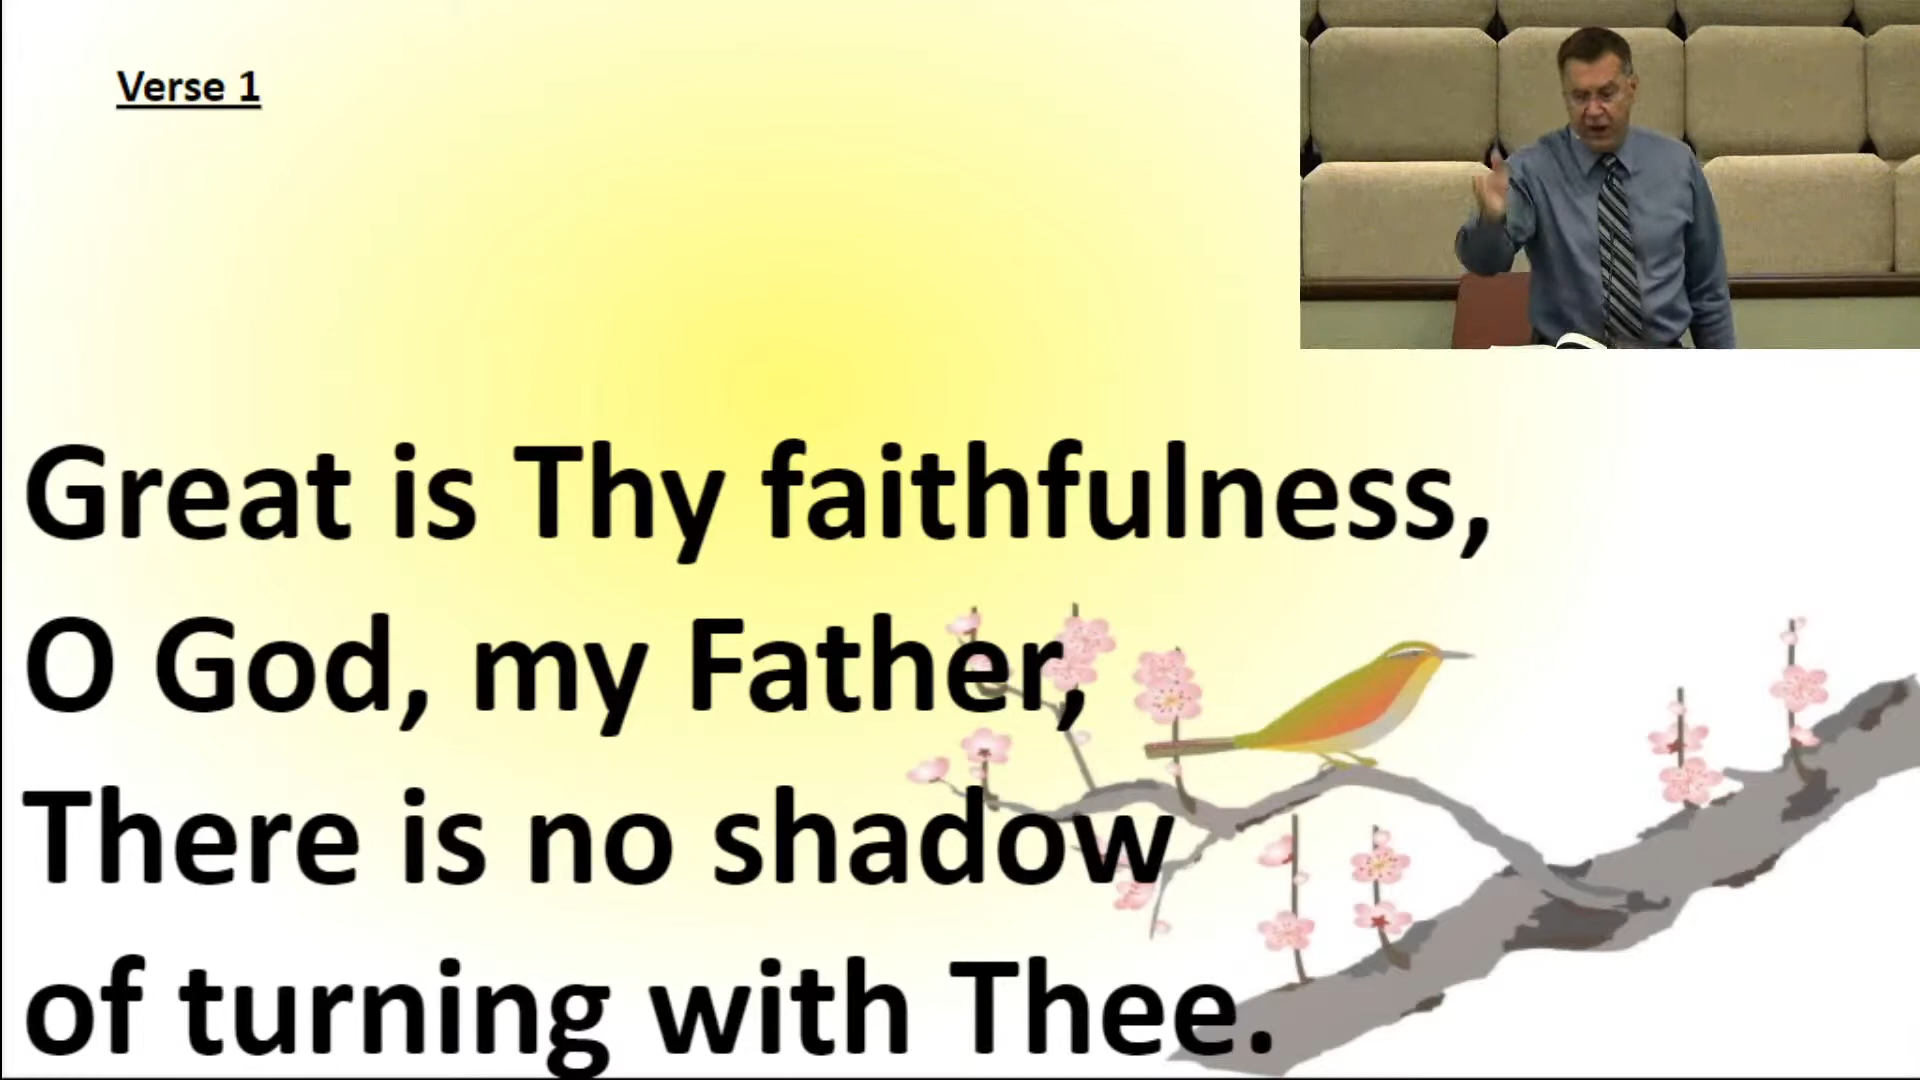 Verse 1
Great is Thy faithfulness,
O God, my Father,
There is no shadow
of turning with Thee.